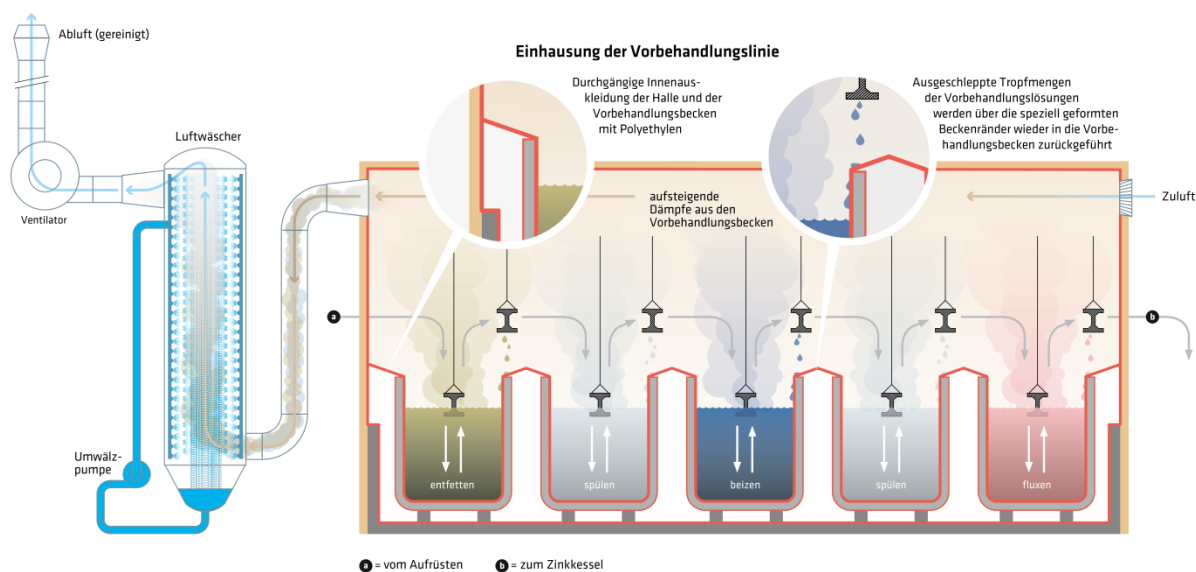 Abluft (gereinigt)
Einhausung der Vorbehandlungslinie
Durchgängige Innenaus-
kleidung der Halle und der
Vorbehandlungsbecken
mit Polyethylen
Ausgeschleppte Tropfmengen
der Vorbehandlungslösungen
werden über die speziell geformten
Beckenränder wieder in die Vorbe-
handlungsbecken zurückgeführt
Luftwäscher
Ventilator
aufsteigende
Dämpfe aus den
Vorbehandlungsbecken
Zuluft
a
b
Umwälz-
pumpe
entfetten
spülen
beizen
spülen
fluxen
a = vom Aufrüsten
b = zum Zinkkessel